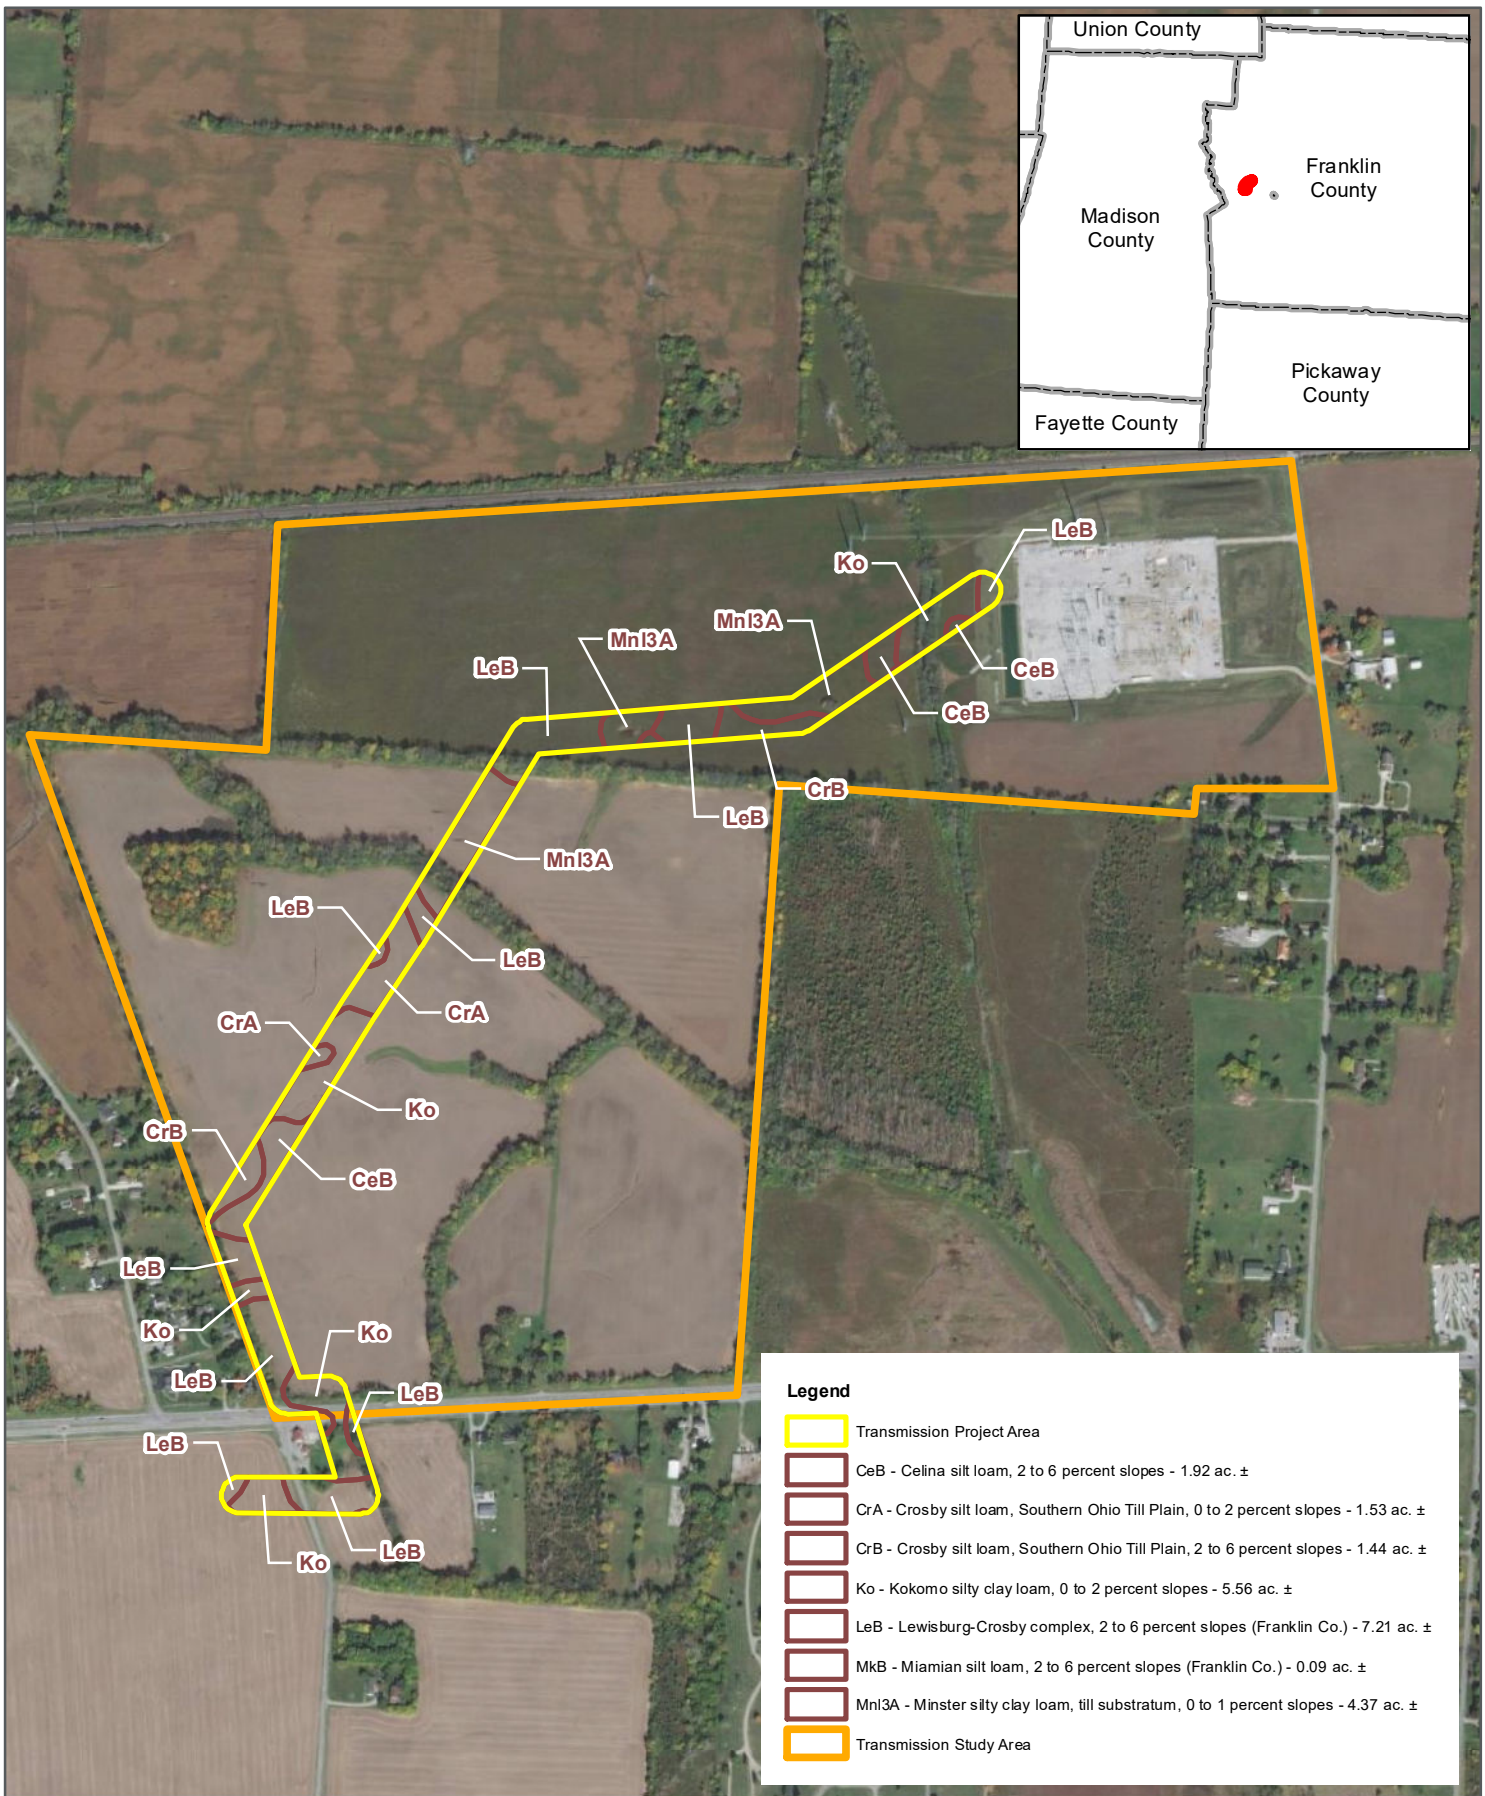 Union County
Franklin
County
Madison
County
Pickaway
County
Fayette County
LeB
Ko
Mnl3A
Mnl3A
LeB
CeB
CeB
CrB
LeB
Mnl3A
LeB
LeB
CrA
CrA
Ko
CrB
CeB
LeB
Ko
Ko
LeB
LeB
LeB
LeB
Ko
Legend
Transmission Project Area
CeB - Celina silt loam, 2 to 6 percent slopes - 1.92 ac. ±
CrA - Crosby silt loam, Southern Ohio Till Plain, 0 to 2 percent slopes - 1.53 ac. ±
CrB - Crosby silt loam, Southern Ohio Till Plain, 2 to 6 percent slopes - 1.44 ac. ±
Ko - Kokomo silty clay loam, 0 to 2 percent slopes - 5.56 ac. ±
LeB - Lewisburg-Crosby complex, 2 to 6 percent slopes (Franklin Co.) - 7.21 ac. ±
MkB - Miamian silt loam, 2 to 6 percent slopes (Franklin Co.) - 0.09 ac. ±
Mnl3A - Minster silty clay loam, till substratum, 0 to 1 percent slopes - 4.37 ac. ±
Transmission Study Area